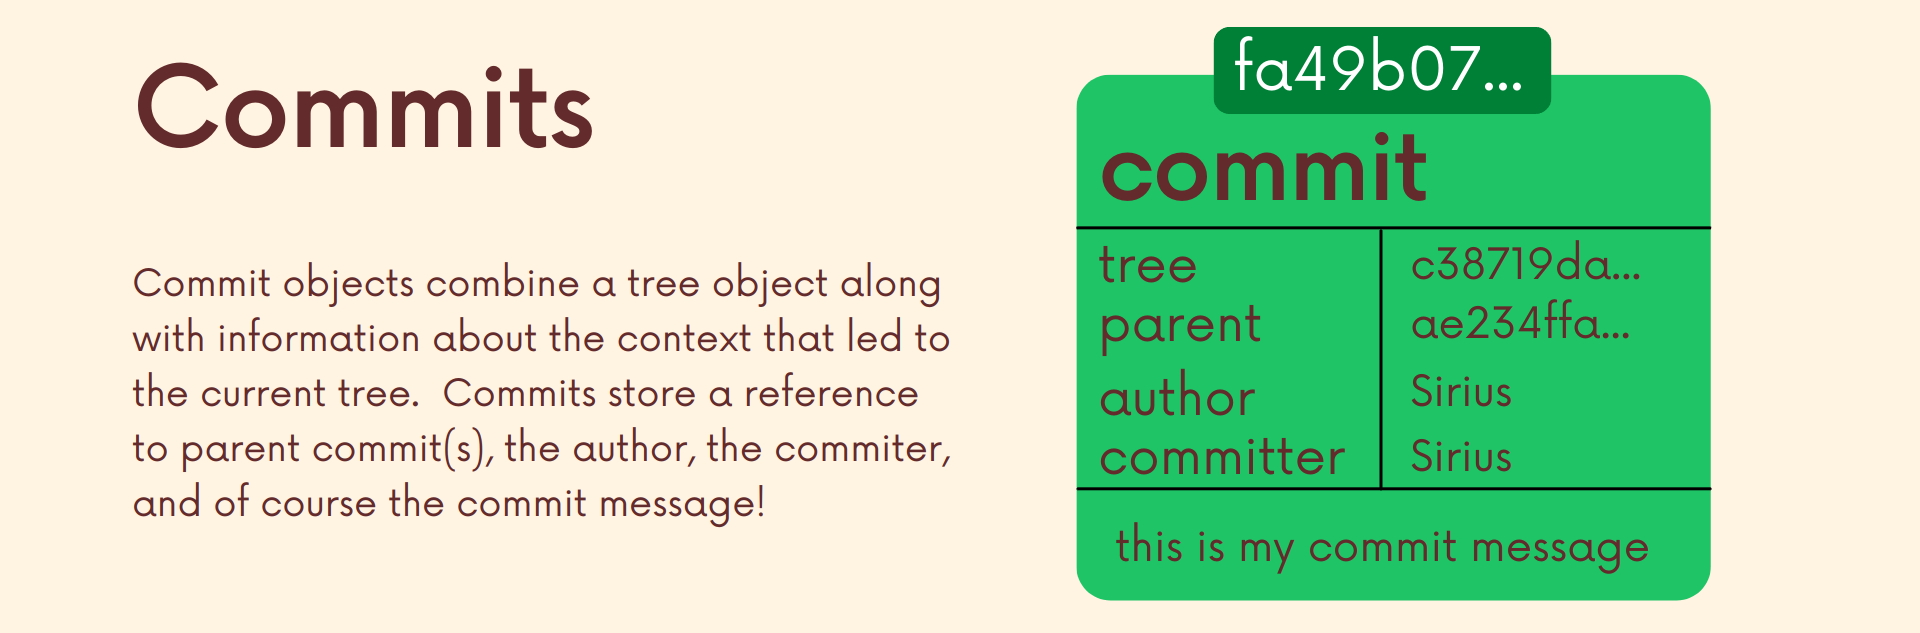 Commits
Commit objects combine a tree object along
with information about the context that led to
the current tree.  Commits store a reference
to parent commit(s), the author, the commiter,
and of course the commit message!
fa49b07...
commit
tree c38719da...
parent ae234ffa...
author Sirius
committer Sirius
this is my commit message